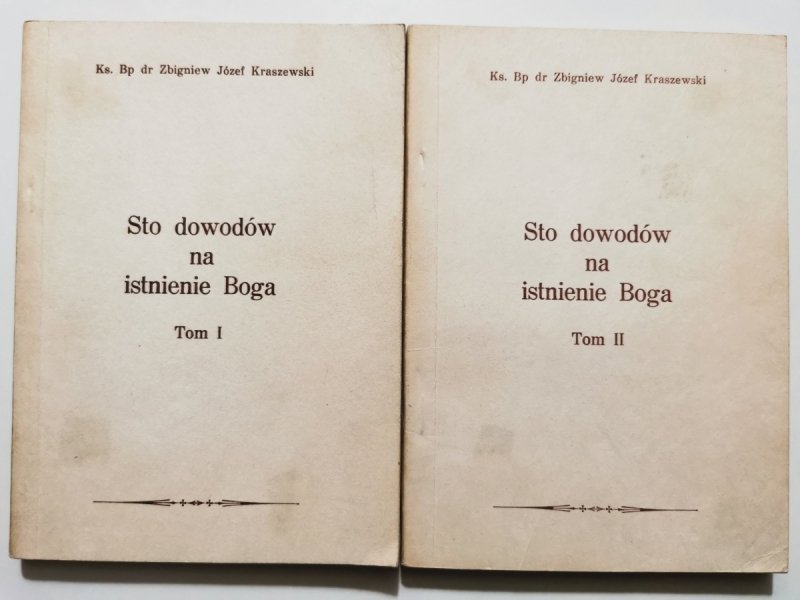 Ks. Bp dr Zbigniew Józef Kraszewski
Sto dowodów
na
istnienie Boga
Tom I
Ks. Bp dr Zbigniew Józef Kraszewski
Sto dowodów
na
istnienie Boga
Tom II